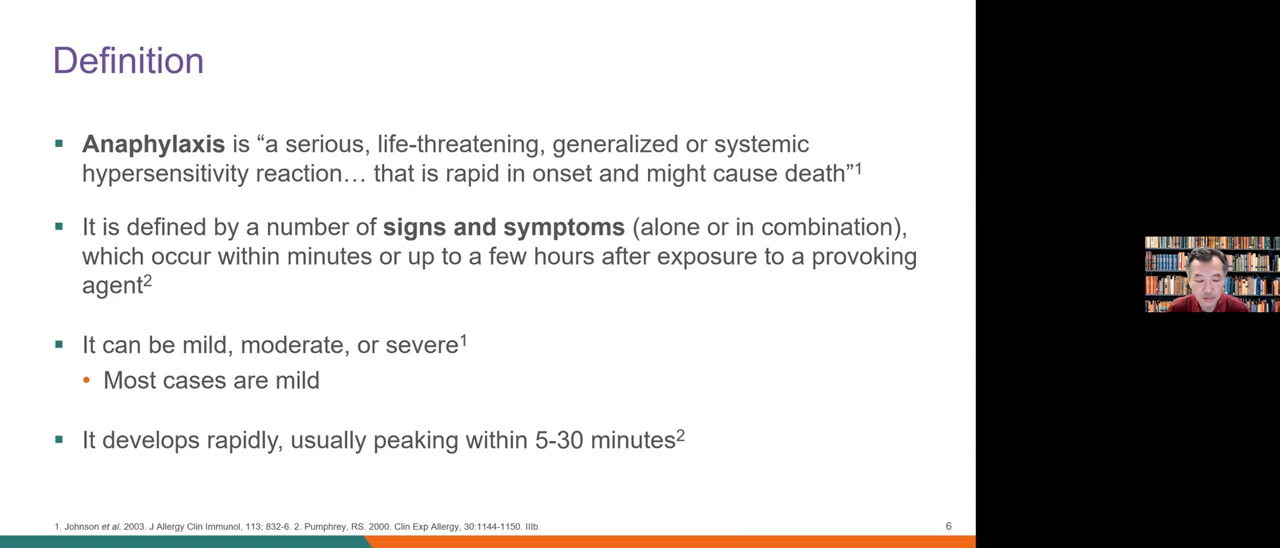 Definition
▪ Anaphylaxis is “a serious, life-threatening, generalized or systemic
hypersensitivity reaction… that is rapid in onset and might cause death”1
▪ It is defined by a number of signs and symptoms (alone or in combination),
which occur within minutes or up to a few hours after exposure to a provoking
agent2
▪ It can be mild, moderate, or severe1
• Most cases are mild
▪ It develops rapidly, usually peaking within 5-30 minutes2
1. Johnson et al. 2003. J Allergy Clin Immunol, 113; 832-6. 2. Pumphrey, RS. 2000. Clin Exp Allergy, 30:1144-1150. IIIb.
6